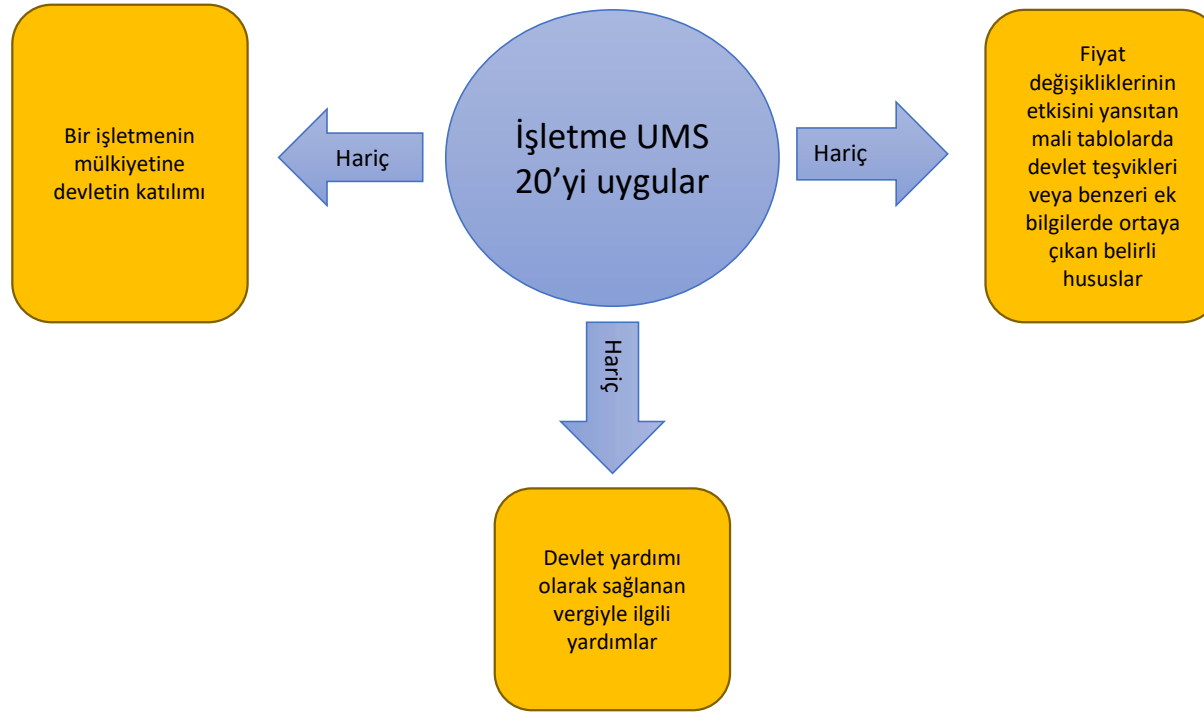 Bir işletmenin
mülkiyetine
devletin katılımı
Hariç
İşletme UMS
20’yi uygular
Hariç
Fiyat
değişikliklerinin
etkisini yansıtan
mali tablolarda
devlet teşvikleri
veya benzeri ek
bilgilerde ortaya
çıkan belirli
hususlar
Hariç
Devlet yardımı
olarak sağlanan
vergiyle ilgili
yardımlar